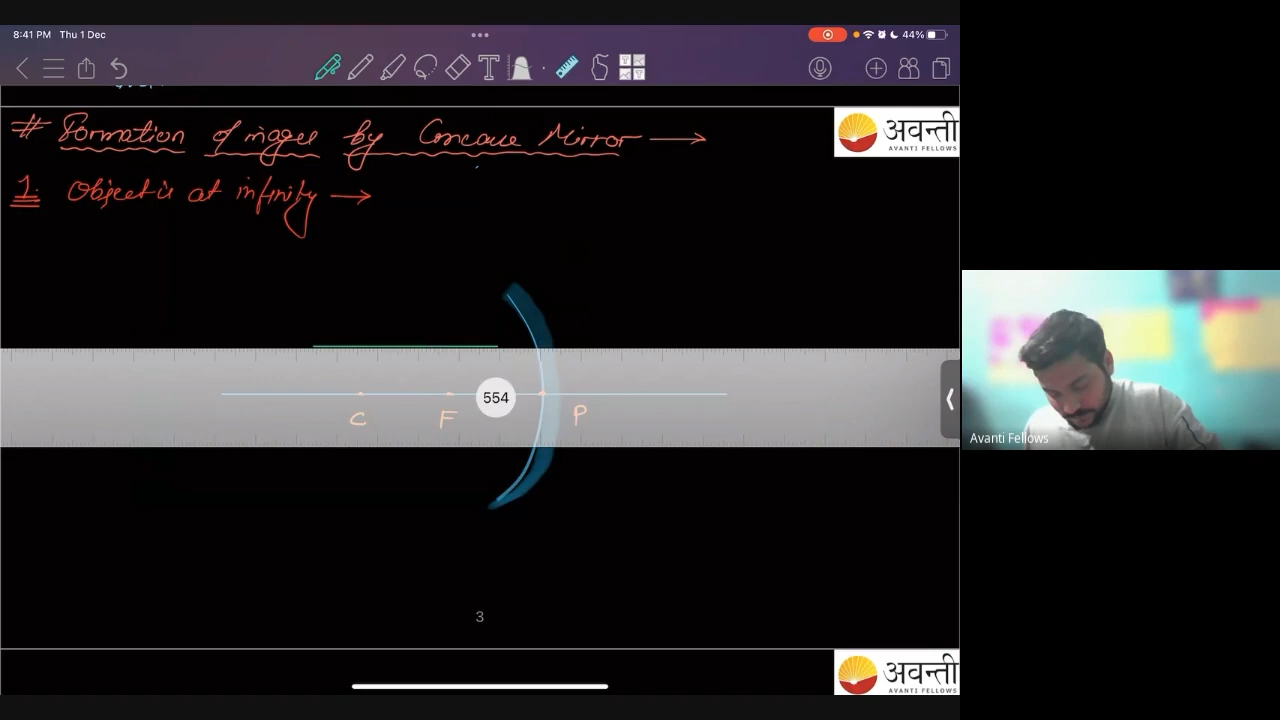 8:41 PM Thu 1 Dec
44%
# Formation of images by Concave Mirror →
अवन्ती
AVANTI FELLOWS
1. Object is at infinity →
554
C F P
Avanti Fellows
3
अवन्ती
AVANTI FELLOWS